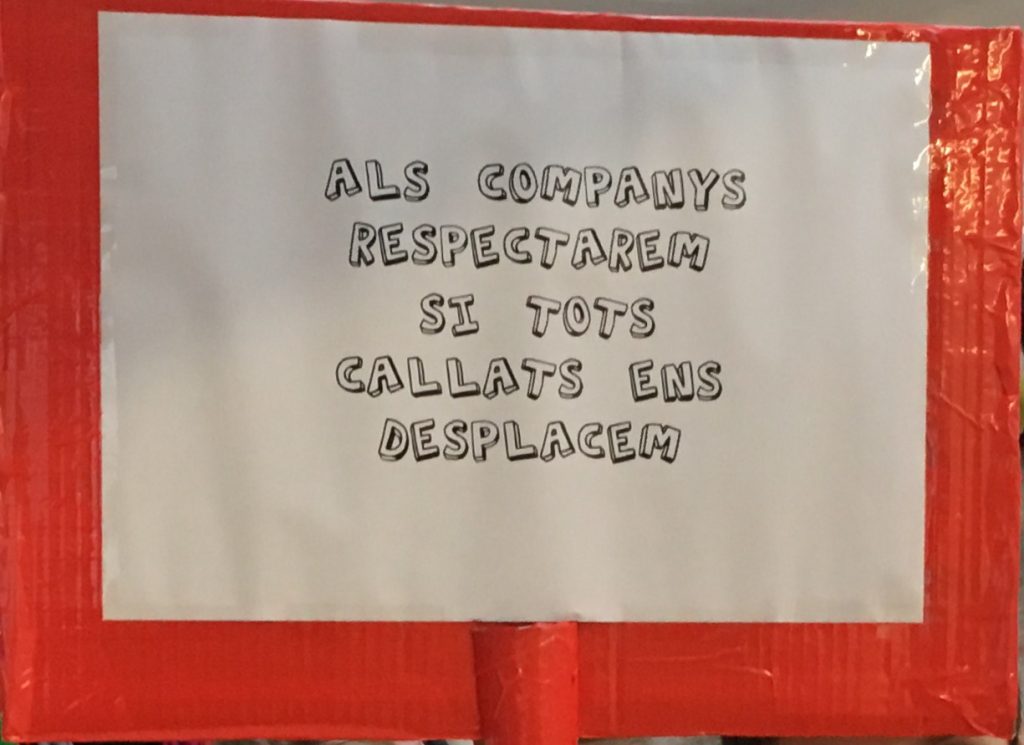 ALS COMPANYS
RESPECTAREM
SI TOTS
CALLATS ENS
DESPLACEM